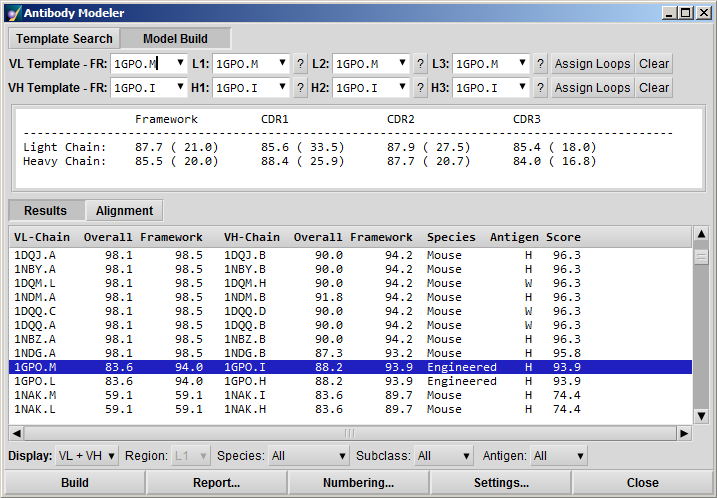 Antibody Modeler
Template Search Model Build
VL Template - FR: 1GPO.M L1: 1GPO.M ? L2: 1GPO.M ? L3: 1GPO.M ? Assign Loops Clear
VH Template - FR: 1GPO.I H1: 1GPO.I ? H2: 1GPO.I ? H3: 1GPO.I ? Assign Loops Clear
Framework CDR1 CDR2 CDR3
------------------------------------------------------------------------------------------
Light Chain: 87.7 ( 21.0) 85.6 ( 33.5) 87.9 ( 27.5) 85.4 ( 18.0)
Heavy Chain: 85.5 ( 20.0) 88.4 ( 25.9) 87.7 ( 20.7) 84.0 ( 16.8)
Results Alignment
VL-Chain Overall Framework VH-Chain Overall Framework Species Antigen Score
1DQJ.A 98.1 98.5 1DQJ.B 90.0 94.2 Mouse H 96.3
1NBY.A 98.1 98.5 1NBY.B 90.0 94.2 Mouse H 96.3
1DQM.L 98.1 98.5 1DQM.H 90.0 94.2 Mouse W 96.3
1NDM.A 98.1 98.5 1NDM.B 91.8 94.2 Mouse H 96.3
1DQQ.C 98.1 98.5 1DQQ.D 90.0 94.2 Mouse W 96.3
1DQQ.A 98.1 98.5 1DQQ.B 90.0 94.2 Mouse W 96.3
1NBZ.A 98.1 98.5 1NBZ.B 90.0 94.2 Mouse H 96.3
1NDG.A 98.1 98.5 1NDG.B 87.3 93.2 Mouse H 95.8
1GPO.M 83.6 94.0 1GPO.I 88.2 93.9 Engineered H 93.9
1GPO.L 83.6 94.0 1GPO.H 88.2 93.9 Engineered H 93.9
1NAK.M 59.1 59.1 1NAK.I 83.6 89.7 Mouse H 74.4
1NAK.L 59.1 59.1 1NAK.H 83.6 89.7 Mouse H 74.4
Display: VL + VH Region: L1 Species: All Subclass: All Antigen: All
Build Report... Numbering... Settings... Close